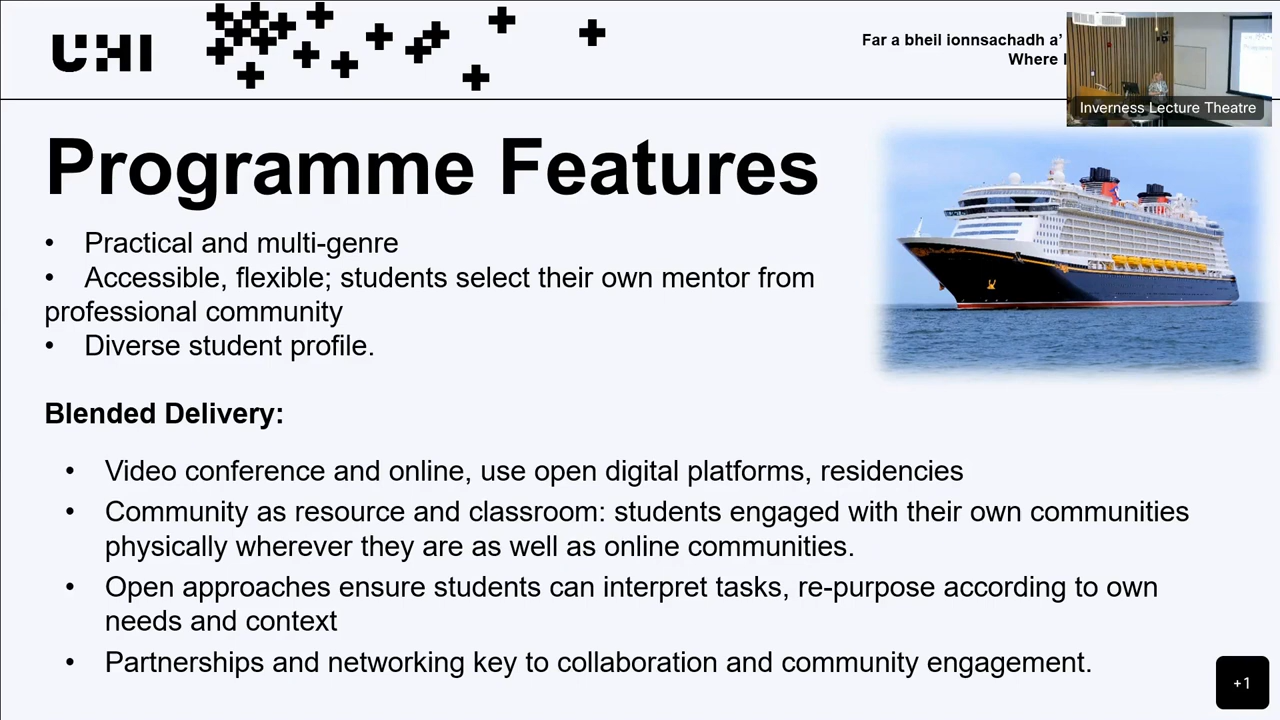 UHI
Far a bheil ionnsachadh a’
Where
Inverness Lecture Theatre
Programme Features
• Practical and multi-genre
• Accessible, flexible; students select their own mentor from
professional community
• Diverse student profile.
Blended Delivery:
• Video conference and online, use open digital platforms, residencies
• Community as resource and classroom: students engaged with their own communities
physically wherever they are as well as online communities.
• Open approaches ensure students can interpret tasks, re-purpose according to own
needs and context
• Partnerships and networking key to collaboration and community engagement.
+1